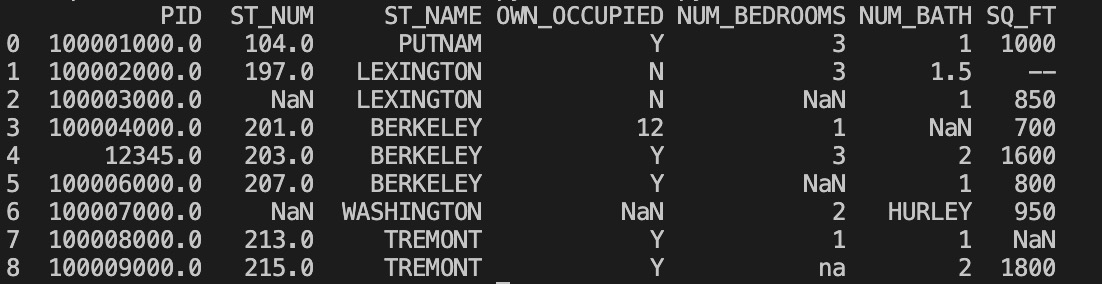 PID ST_NUM ST_NAME OWN_OCCUPIED NUM_BEDROOMS NUM_BATH SQ_FT
0 100001000.0 104.0 PUTNAM Y 3 1 1000
1 100002000.0 197.0 LEXINGTON N 3 1.5 --
2 100003000.0 NaN LEXINGTON N NaN 1 850
3 100004000.0 201.0 BERKELEY 12 1 NaN 700
4 12345.0 203.0 BERKELEY Y 3 2 1600
5 100006000.0 207.0 BERKELEY Y NaN 1 800
6 100007000.0 NaN WASHINGTON NaN 2 HURLEY 950
7 100008000.0 213.0 TREMONT Y 1 1 NaN
8 100009000.0 215.0 TREMONT Y na 2 1800